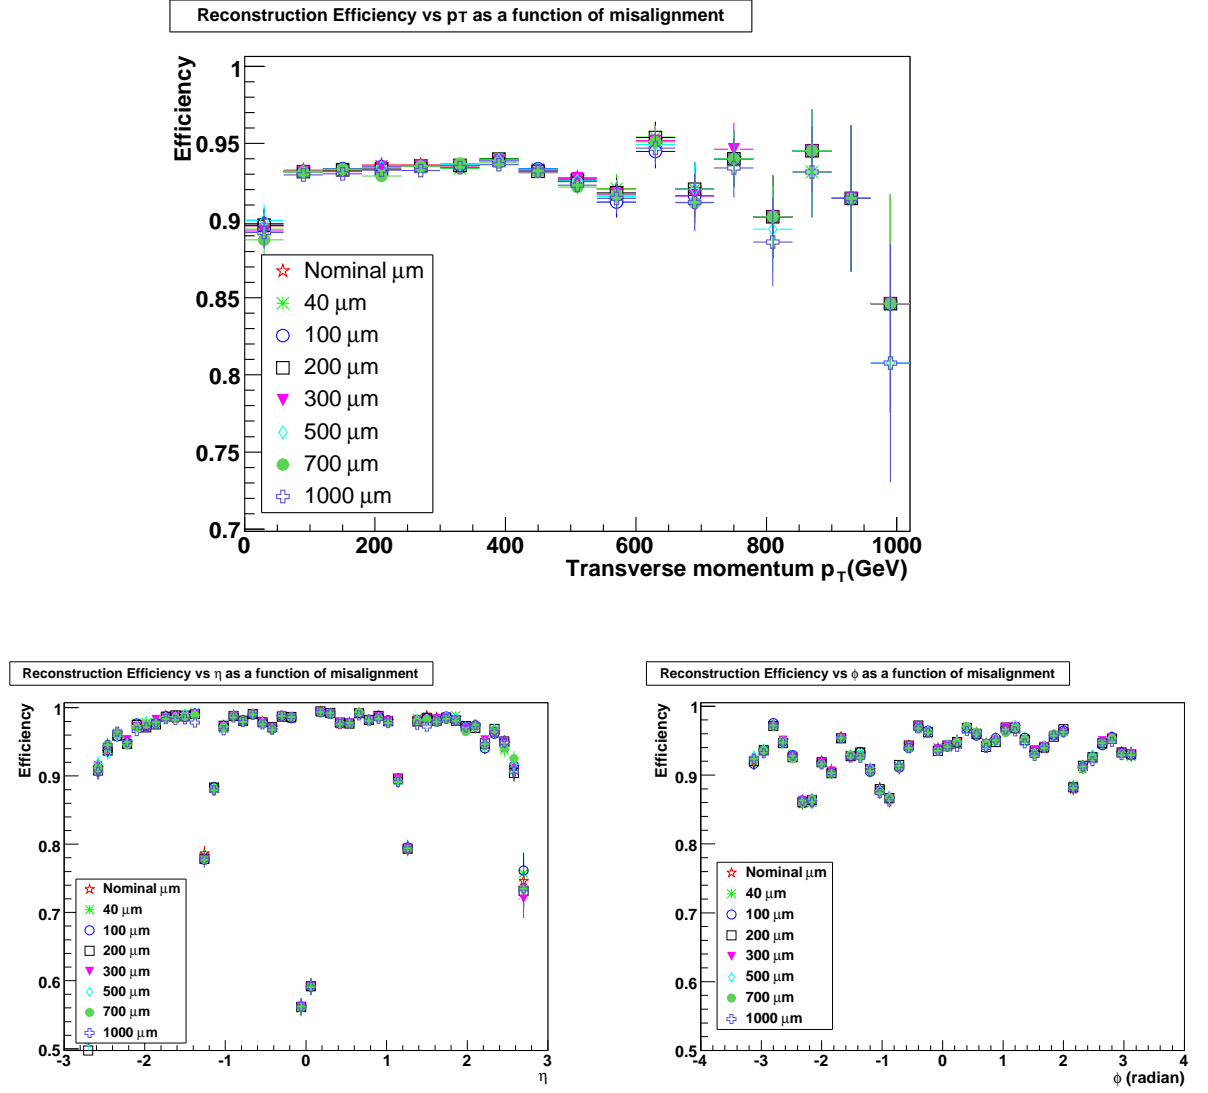 Reconstruction Efficiency vs pT as a function of misalignment
Efficiency
1
0.95
0.9
0.85
0.8
0.75
0.7
Nominal μm
40 μm
100 μm
200 μm
300 μm
500 μm
700 μm
1000 μm
0 200 400 600 800 1000
Transverse momentum p_T(GeV)
Reconstruction Efficiency vs η as a function of misalignment
Efficiency
1
0.9
0.8
0.7
0.6
0.5
Nominal μm
40 μm
100 μm
200 μm
300 μm
500 μm
700 μm
1000 μm
-3 -2 -1 0 1 2 3
η
Reconstruction Efficiency vs ϕ as a function of misalignment
Efficiency
1
0.9
0.8
0.7
0.6
0.5
Nominal μm
40 μm
100 μm
200 μm
300 μm
500 μm
700 μm
1000 μm
-4 -3 -2 -1 0 1 2 3 4
ϕ (radian)